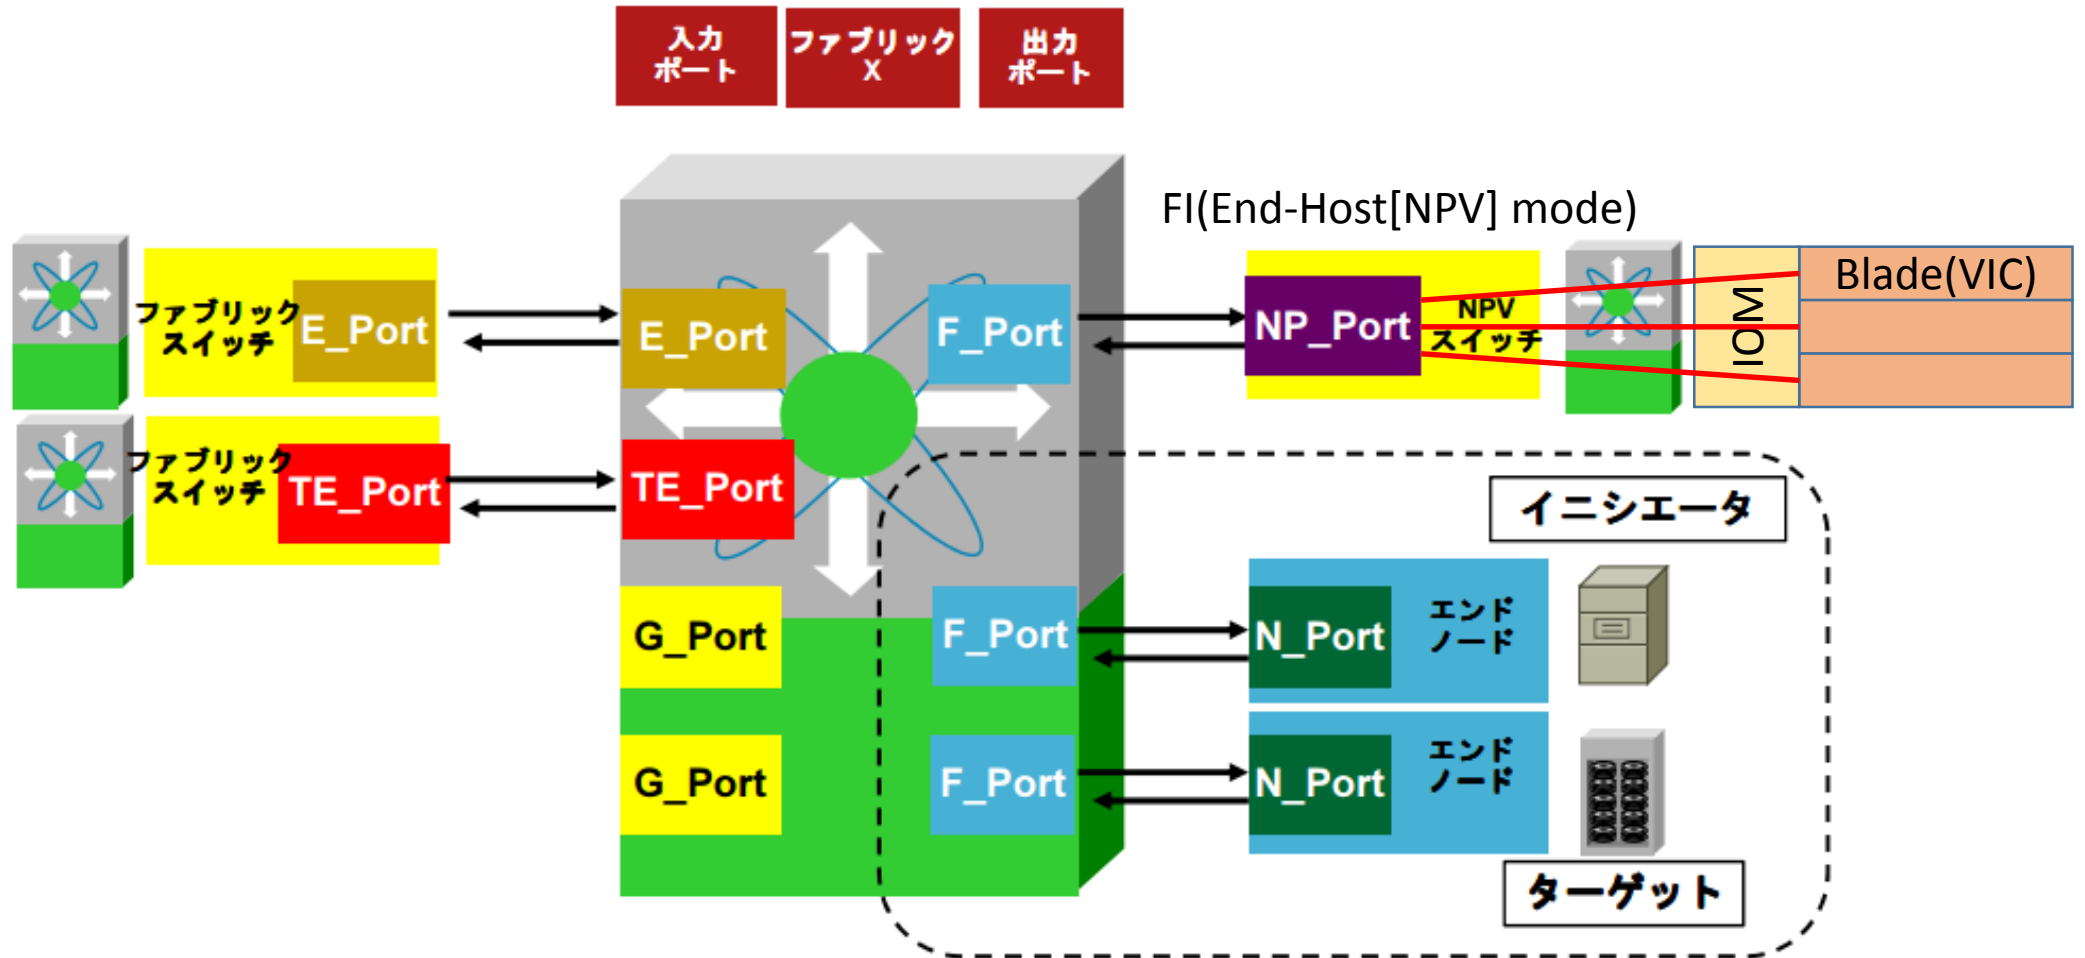 入力
ポート
ファブリック
X
出力
ポート
FI(End-Host[NPV] mode)
ファブリック
スイッチ
E_Port
E_Port
F_Port
NP_Port
NPV
スイッチ
IOM
Blade(VIC)
ファブリック
スイッチ
TE_Port
TE_Port
イニシエータ
G_Port
F_Port
N_Port
エンド
ノード
G_Port
F_Port
N_Port
エンド
ノード
ターゲット